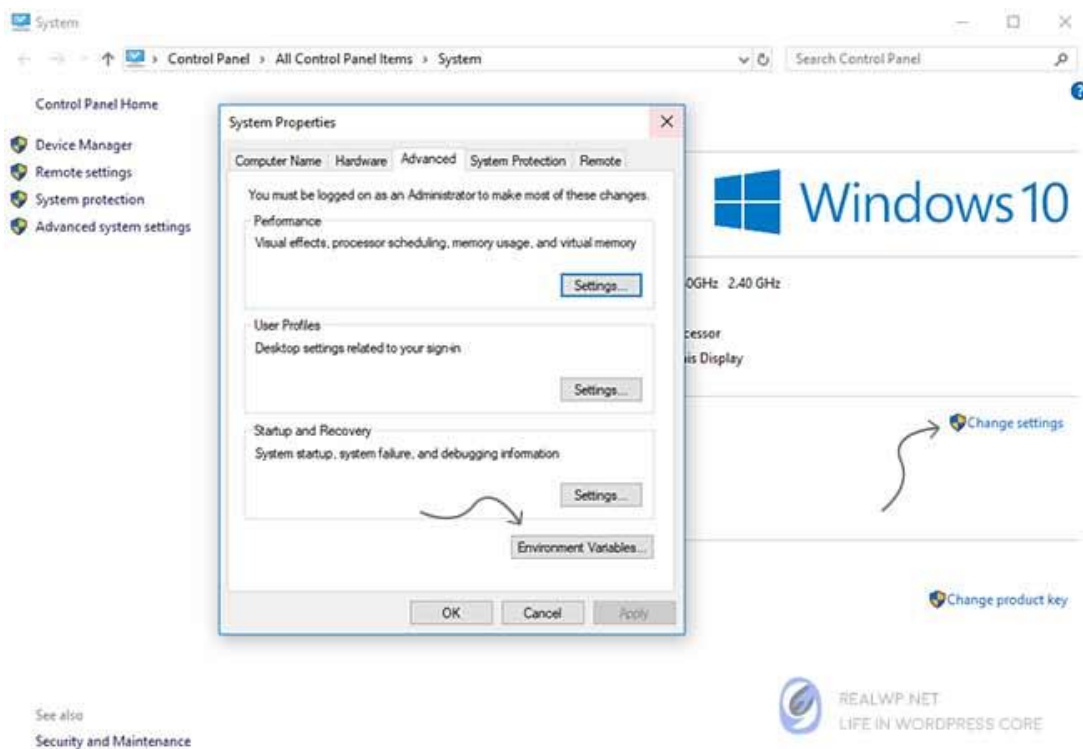 System
Control Panel > All Control Panel Items > System
Search Control Panel
Control Panel Home
Device Manager
Remote settings
System protection
Advanced system settings
System Properties
Computer Name Hardware Advanced System Protection Remote
You must be logged on as an Administrator to make most of these changes.
Performance
Visual effects, processor scheduling, memory usage, and virtual memory
Settings...
User Profiles
Desktop settings related to your sign-in
Settings...
Startup and Recovery
System startup, system failure, and debugging information
Settings...
Environment Variables...
OK Cancel Apply
Windows 10
0GHz 2.40 GHz
cessor
is Display
Change settings
Change product key
See also
Security and Maintenance
REALWP.NET
LIFE IN WORDPRESS CORE